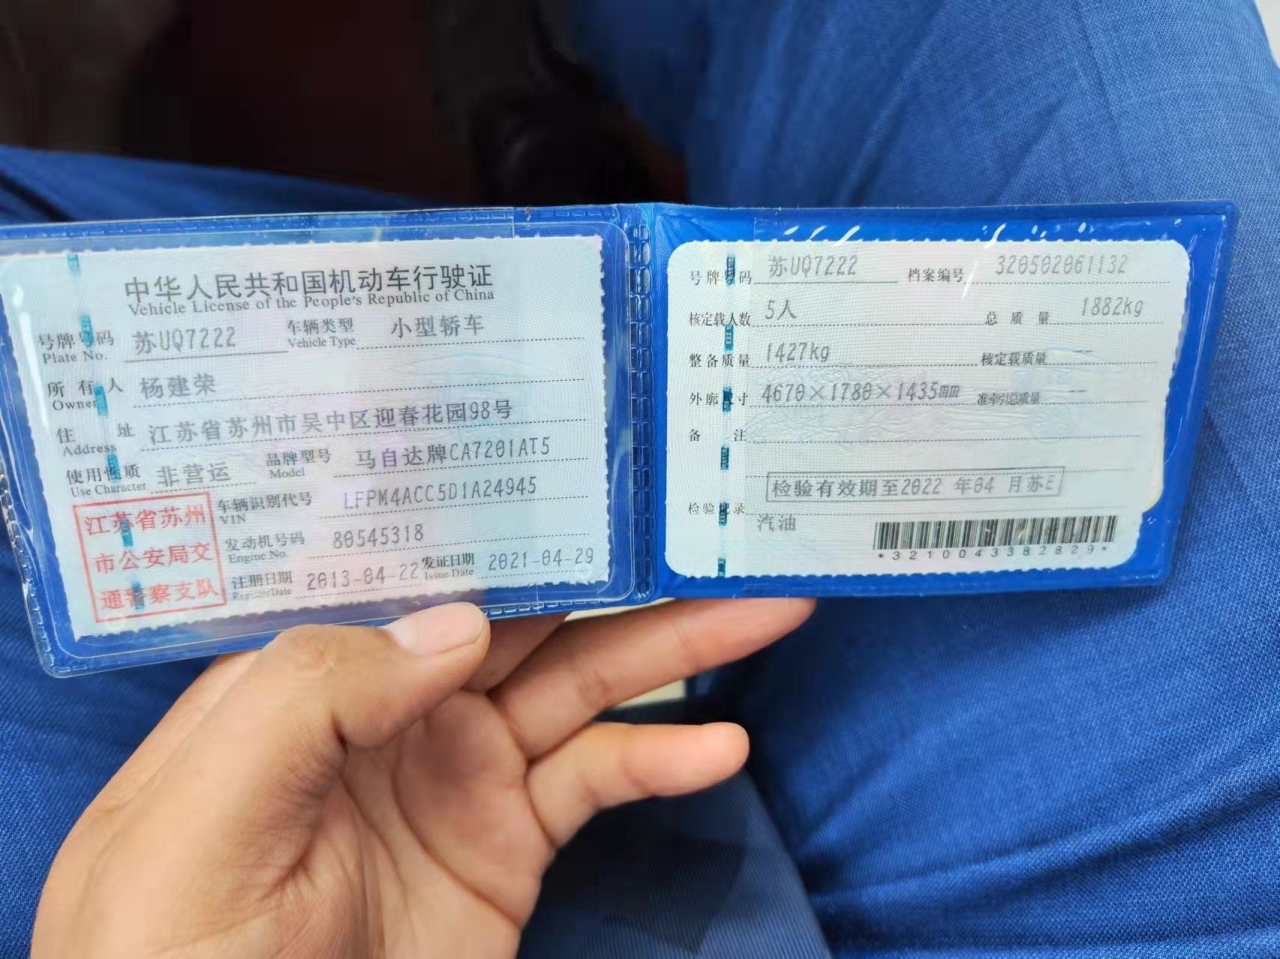 中华人民共和国机动车行驶证
Vehicle License of the People's Republic of China
号牌号码 苏UQ7222 车辆类型 小型轿车
Plate No. Vehicle Type
所有人 杨建荣
Owner
住址 江苏省苏州市吴中区迎春花园98号
Address
使用性质 非营运 品牌型号 马自达牌CA7201AT5
Use Character Model
江苏省苏州
市公安局交
通警察支队
车辆识别代号 LFPM4ACC5D1A24945
VIN
发动机号码 80545318
Engine No.
注册日期 2013-04-22 发证日期 2021-04-29
Register Date Issue Date
号牌号码 苏UQ7222 档案编号 320502061132
核定载人数 5人 总质量 1882kg
整备质量 1427kg 核定载质量 --
外廓尺寸 4670×1780×1435mm 准牵引总质量 --
备注
检验有效期至2022 年04 月苏E
检验记录
汽油
*3210043382829*